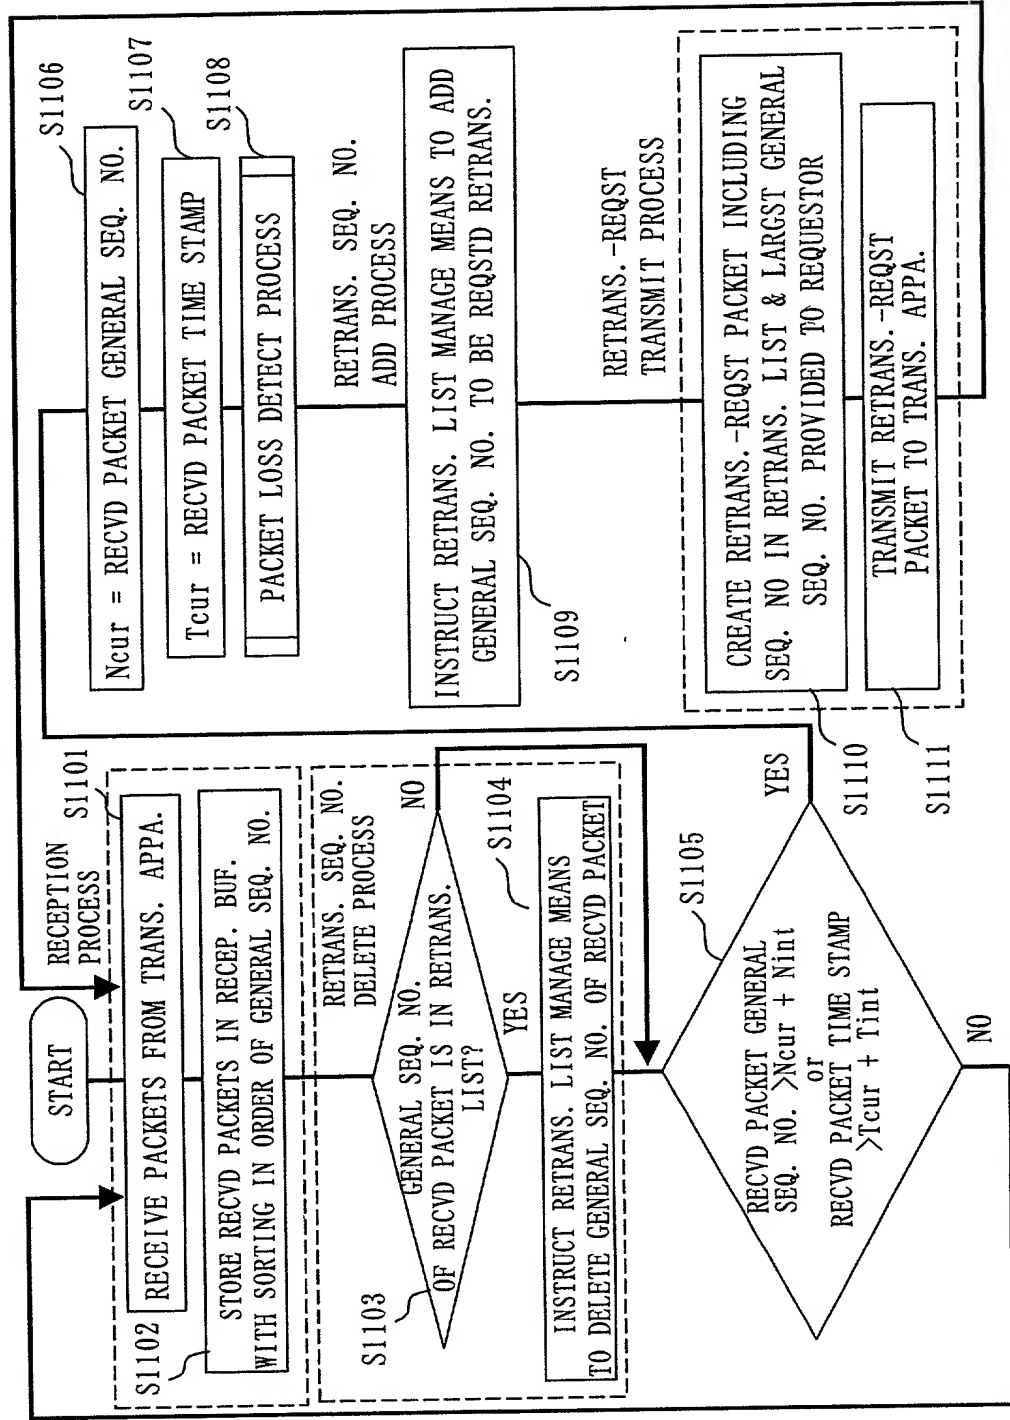 START
RECEPTION
PROCESS
S1101
RECEIVE PACKETS FROM TRANS. APPA.
S1102
STORE RECVD PACKETS IN RECEP. BUF.
WITH SORTING IN ORDER OF GENERAL SEQ. NO.
RETRANS. SEQ. NO.
DELETE PROCESS
S1103
GENERAL SEQ. NO.
OF RECVD PACKET IS IN RETRANS.
LIST?
NO
YES
S1104
INSTRUCT RETRANS. LIST MANAGE MEANS
TO DELETE GENERAL SEQ. NO. OF RECVD PACKET
S1105
RECVD PACKET GENERAL
SEQ. NO. >Ncur + Nint
or
RECVD PACKET TIME STAMP
>Tcur + Tint
YES
NO
S1106
Ncur = RECVD PACKET GENERAL SEQ. NO.
S1107
Tcur = RECVD PACKET TIME STAMP
S1108
PACKET LOSS DETECT PROCESS
RETRANS. SEQ. NO.
ADD PROCESS
INSTRUCT RETRANS. LIST MANAGE MEANS TO ADD
GENERAL SEQ. NO. TO BE REQSTD RETRANS.
S1109
RETRANS.-REQST
TRANSMIT PROCESS
CREATE RETRANS.-REQST PACKET INCLUDING
SEQ. NO IN RETRANS. LIST & LARGST GENERAL
SEQ. NO. PROVIDED TO REQUESTOR
S1110
TRANSMIT RETRANS.-REQST
PACKET TO TRANS. APPA.
S1111